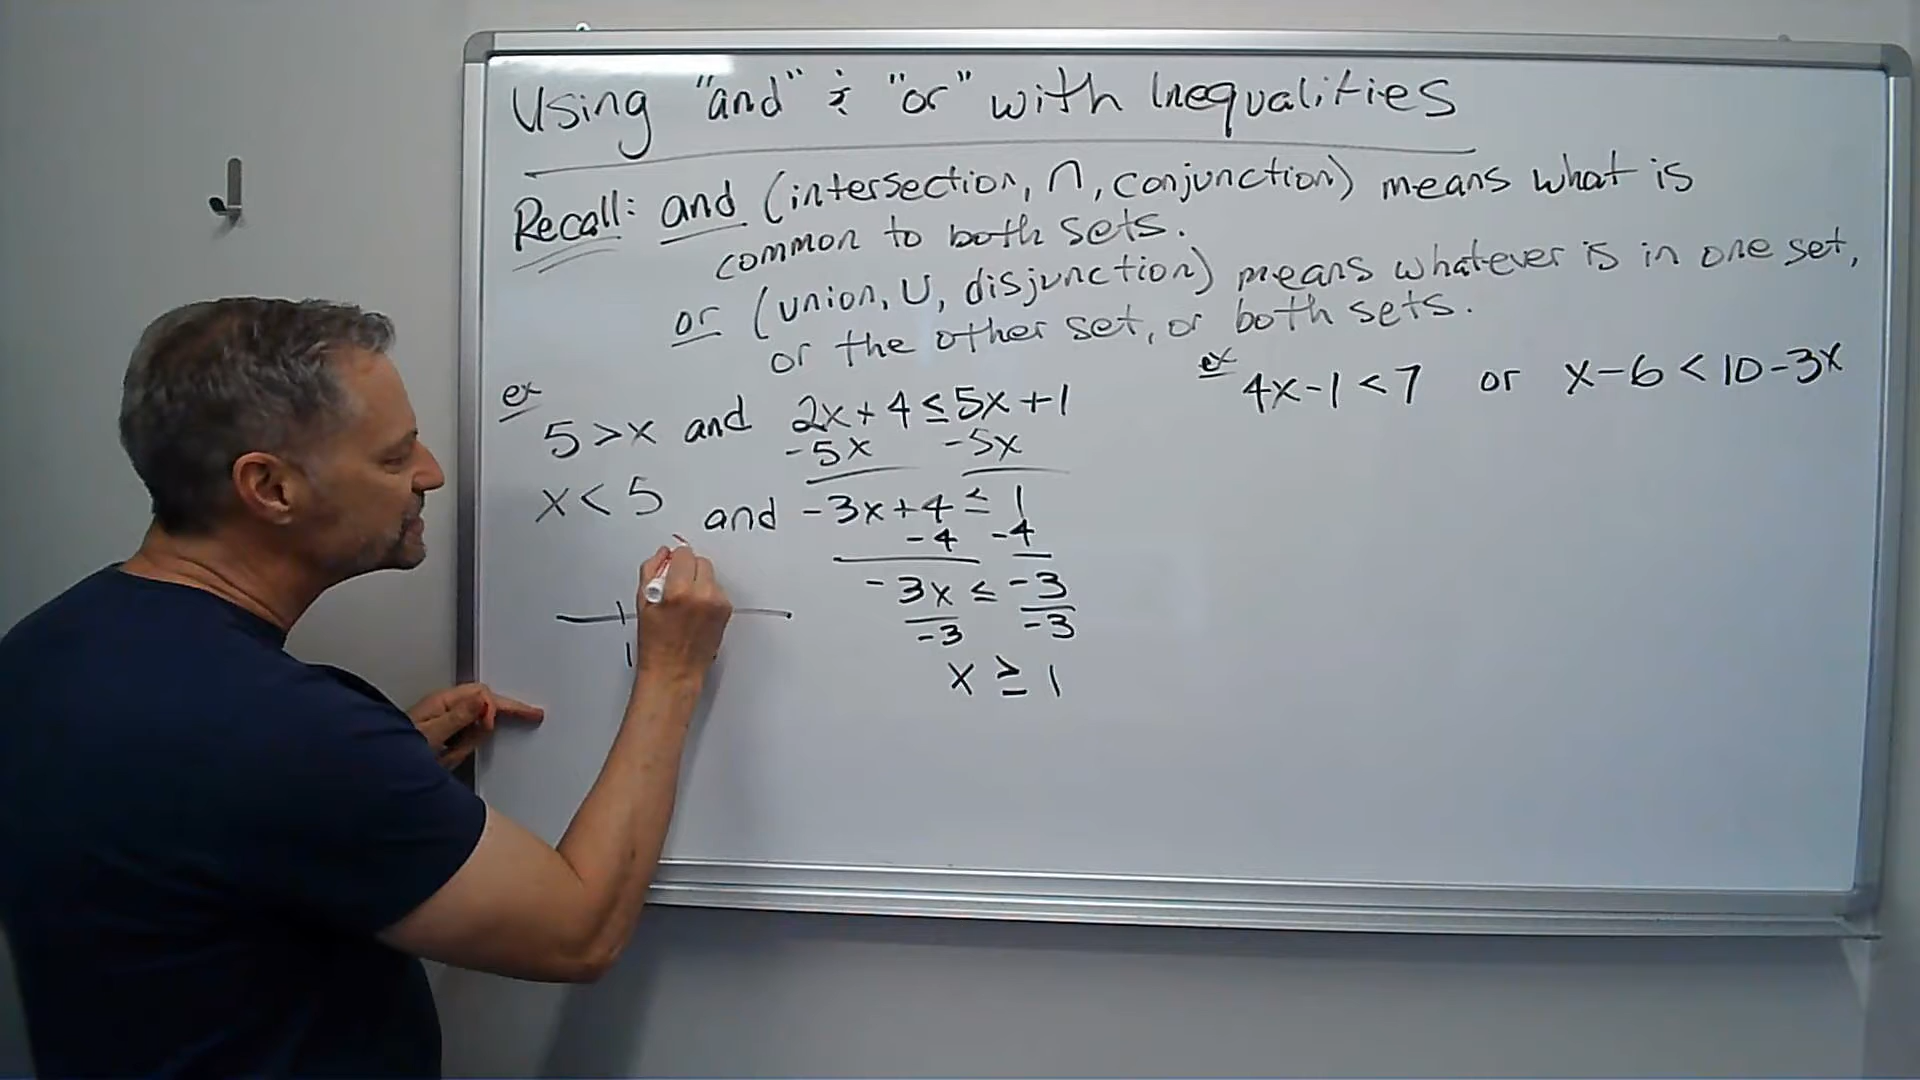 Using "and" & "or" with Inequalities
Recall: and (intersection, ∩, conjunction) means what is
common to both sets.
or (union, ∪, disjunction) means whatever is in one set,
or the other set, or both sets.
ex
5 > x and 2x + 4 ≤ 5x + 1
-5x -5x
x < 5 and -3x + 4 ≤ 1
-4 -4
-3x ≤ -3
-3 -3
x ≥ 1
1
ex 4x - 1 < 7 or x - 6 < 10 - 3x